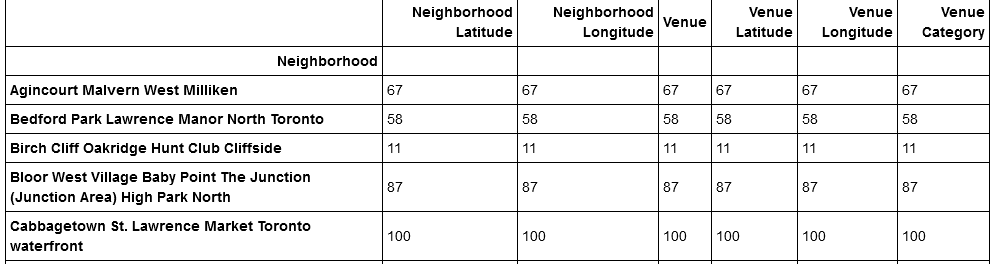 Neighborhood Latitude Neighborhood Longitude Venue Venue Latitude Venue Longitude Venue Category
Neighborhood
Agincourt Malvern West Milliken 67 67 67 67 67 67
Bedford Park Lawrence Manor North Toronto 58 58 58 58 58 58
Birch Cliff Oakridge Hunt Club Cliffside 11 11 11 11 11 11
Bloor West Village Baby Point The Junction
(Junction Area) High Park North 87 87 87 87 87 87
Cabbagetown St. Lawrence Market Toronto
waterfront 100 100 100 100 100 100